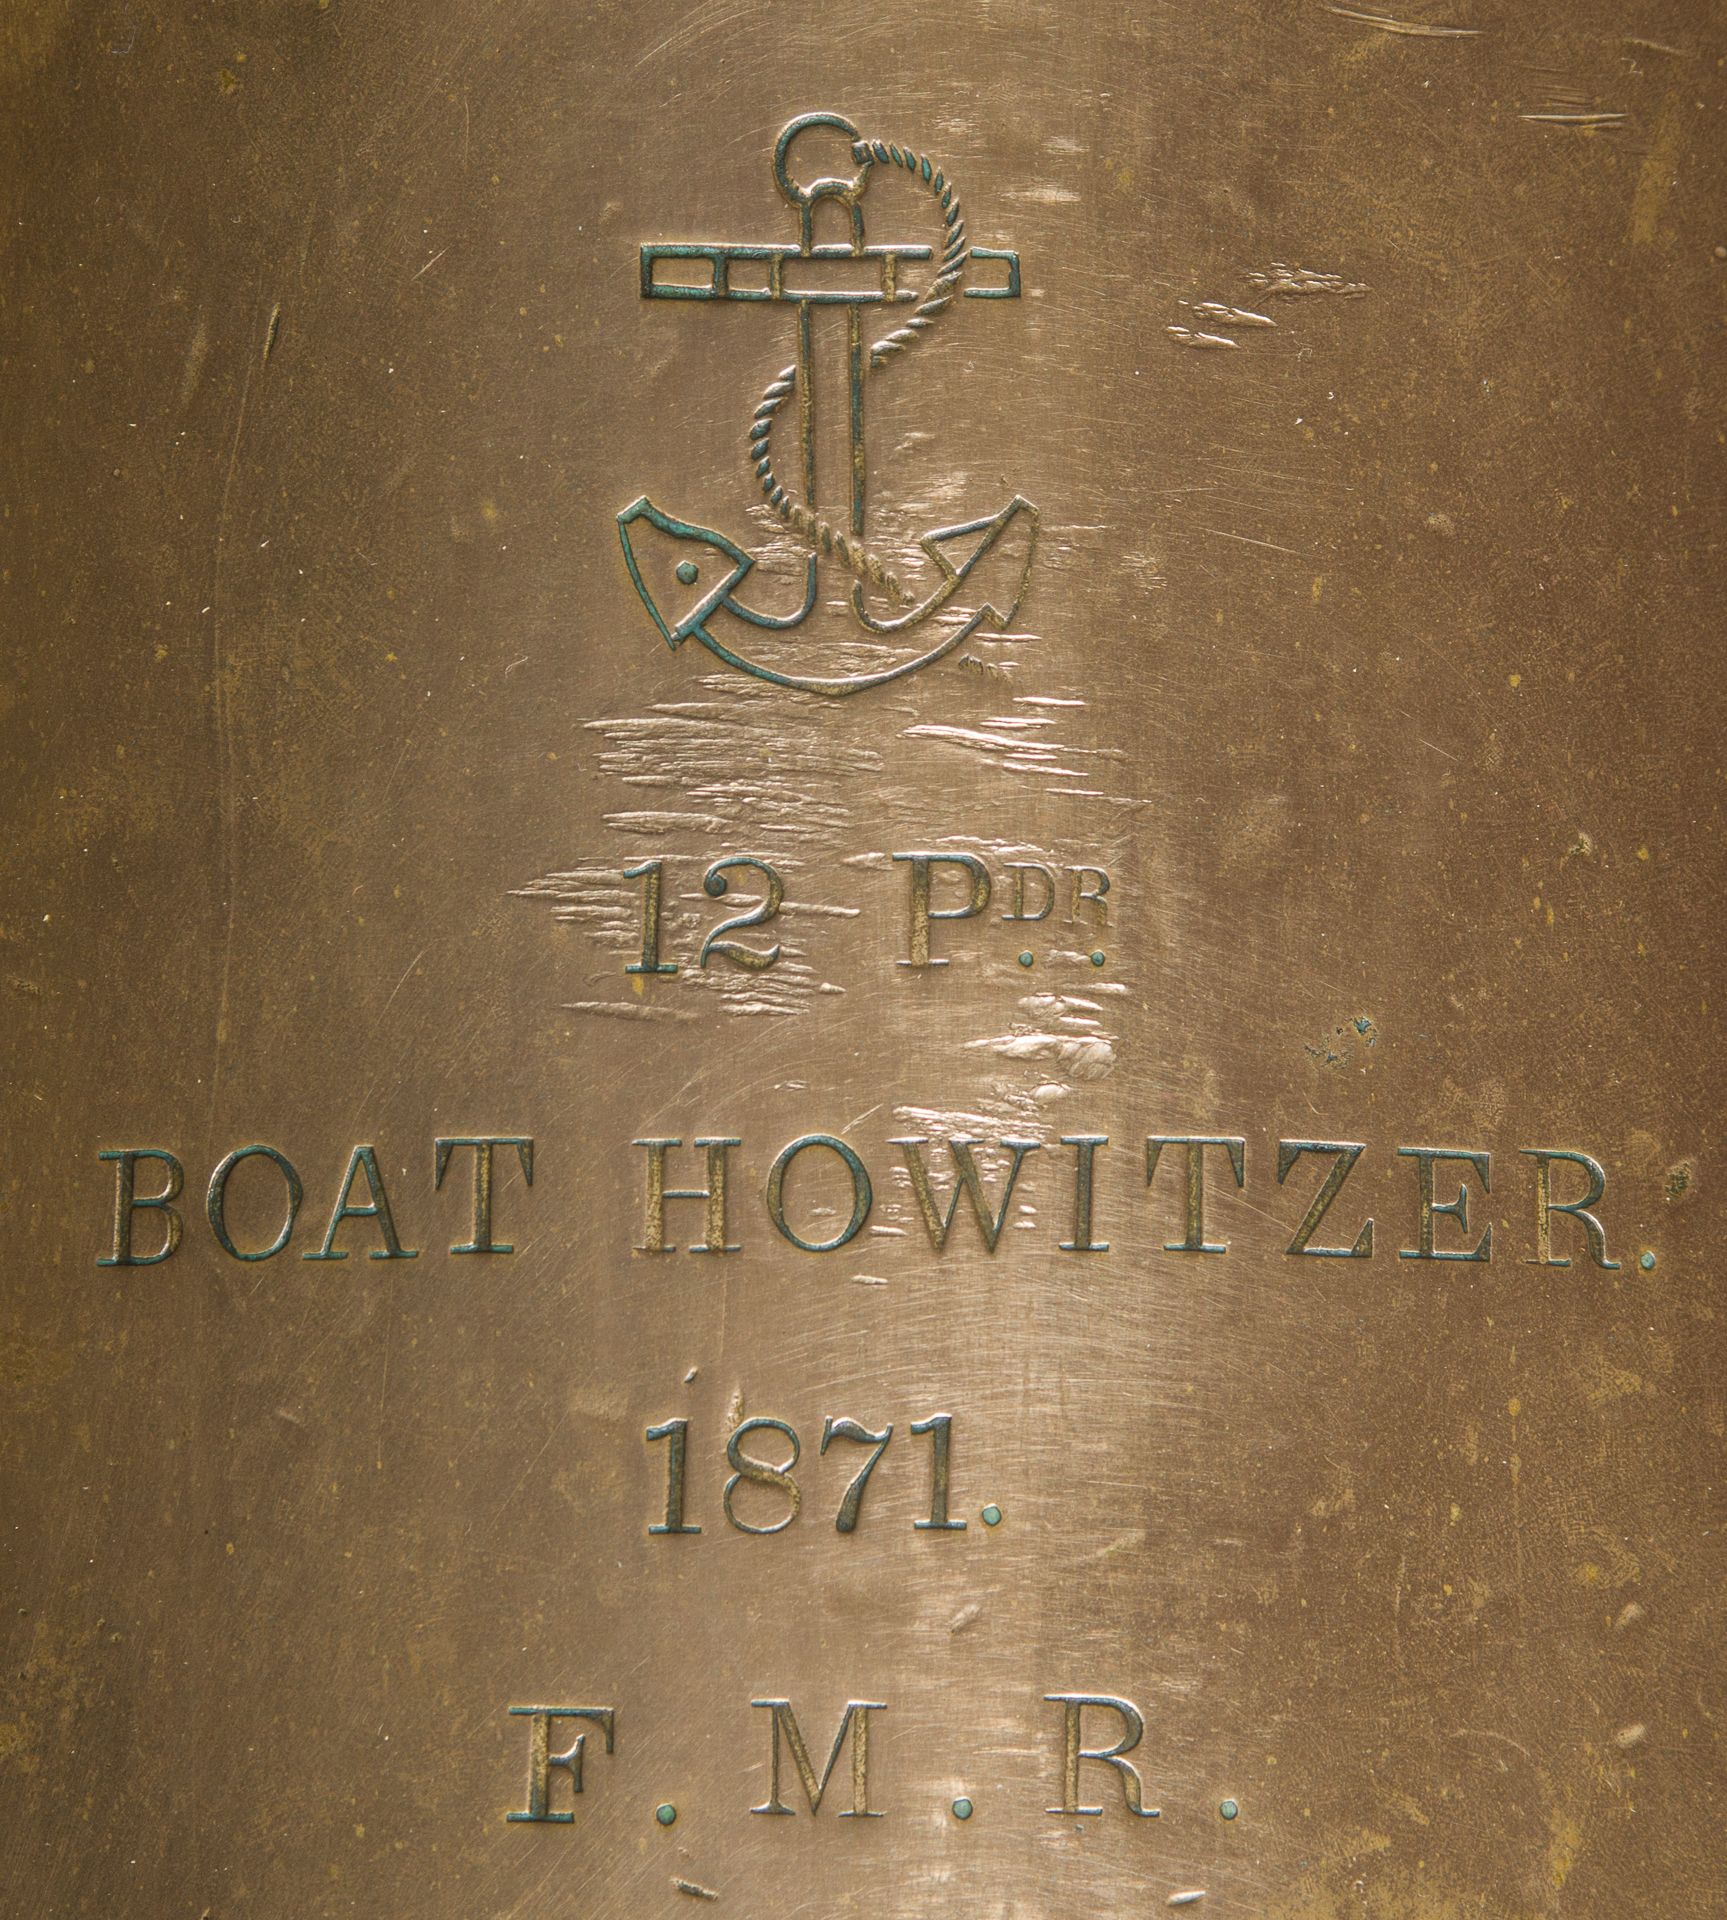 12 PDR.
BOAT HOWITZER.
1871.
F. M. R.